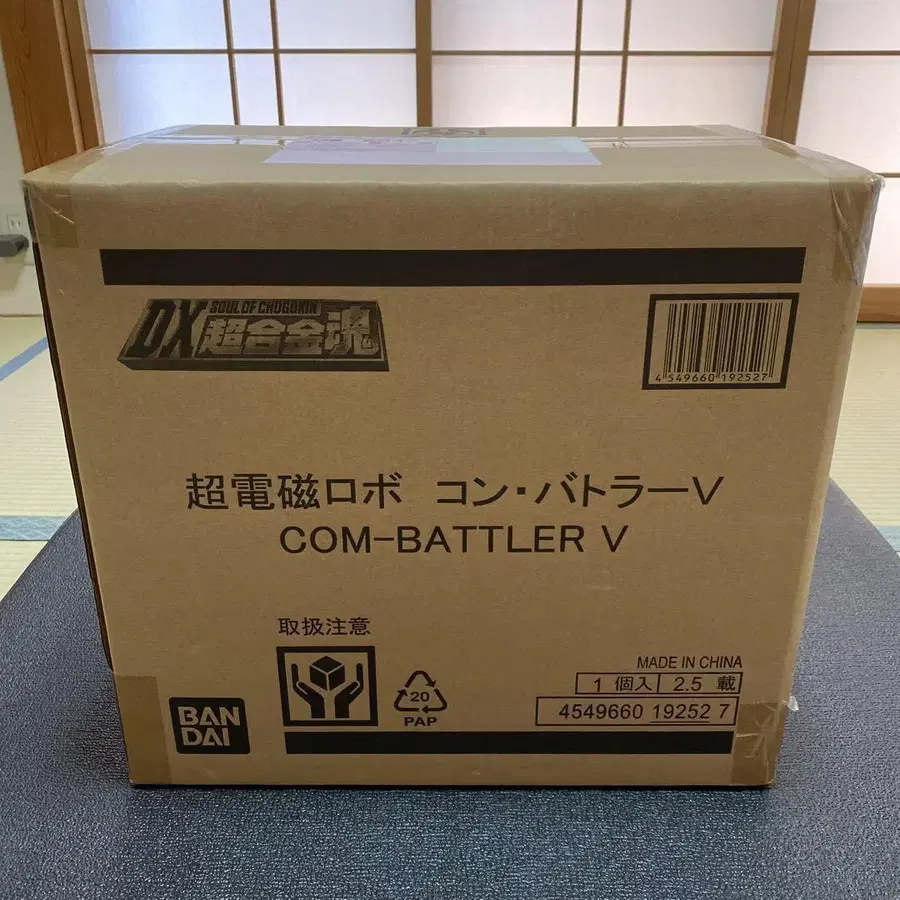 SOUL OF CHOGOKIN
DX超合金魂
4 549660 192527
超電磁ロボ コン・バトラーV
COM-BATTLER V
取扱注意
MADE IN CHINA
1 個入 2.5 載
4549660 19252 7
20
PAP
BAN
DAI